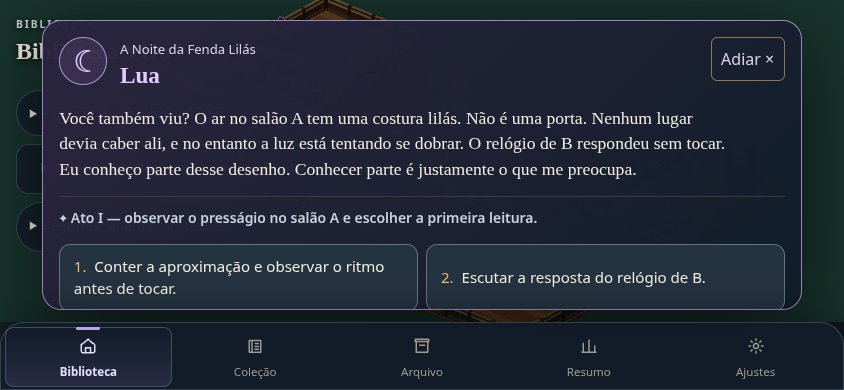 BIBLI
Bib
A Noite da Fenda Lilás
Lua
Adiar ×
Você também viu? O ar no salão A tem uma costura lilás. Não é uma porta. Nenhum lugar
devia caber ali, e no entanto a luz está tentando se dobrar. O relógio de B respondeu sem tocar.
Eu conheço parte desse desenho. Conhecer parte é justamente o que me preocupa.
✦ Ato I — observar o presságio no salão A e escolher a primeira leitura.
1. Conter a aproximação e observar o ritmo
antes de tocar.
2. Escutar a resposta do relógio de B.
Biblioteca
Coleção
Arquivo
Resumo
Ajustes